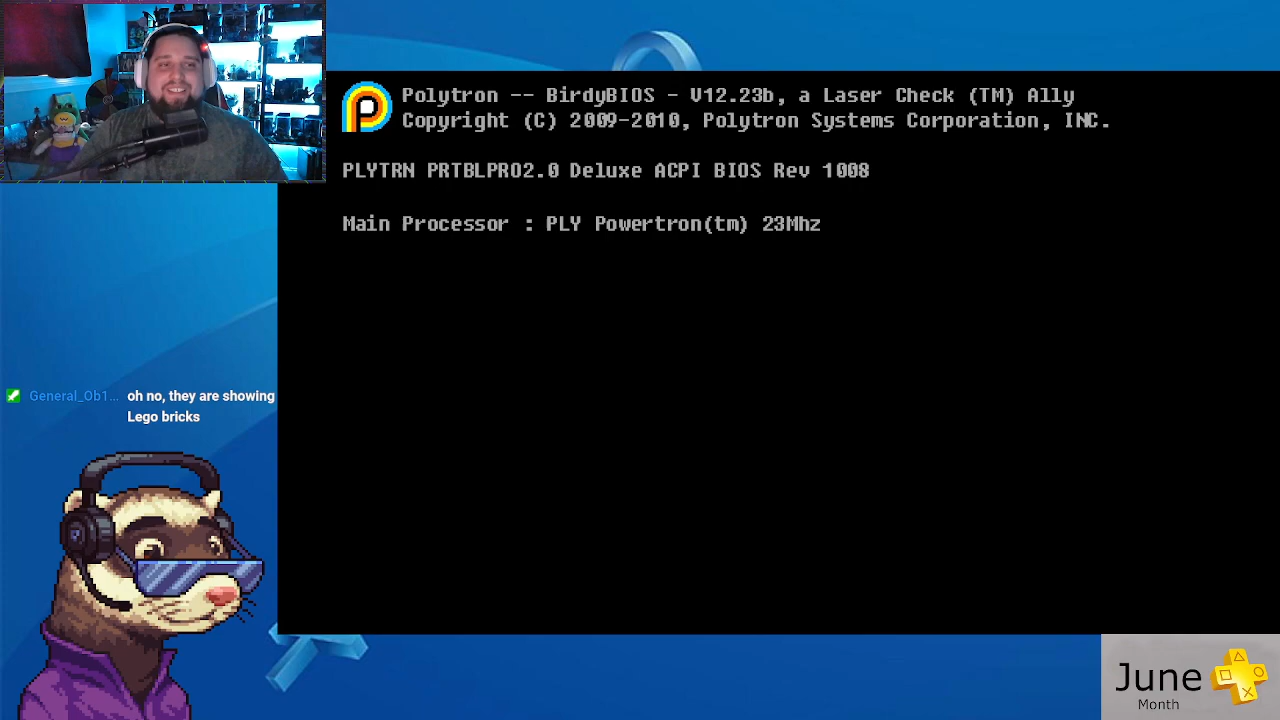 Polytron -- BirdyBIOS - V12.23b, a Laser Check (TM) Ally
Copyright (C) 2009-2010, Polytron Systems Corporation, INC.
PLYTRN PRTBLPRO2.0 Deluxe ACPI BIOS Rev 1008
Main Processor : PLY Powertron(tm) 23Mhz
General_Ob1... oh no, they are showing
Lego bricks
June
Month